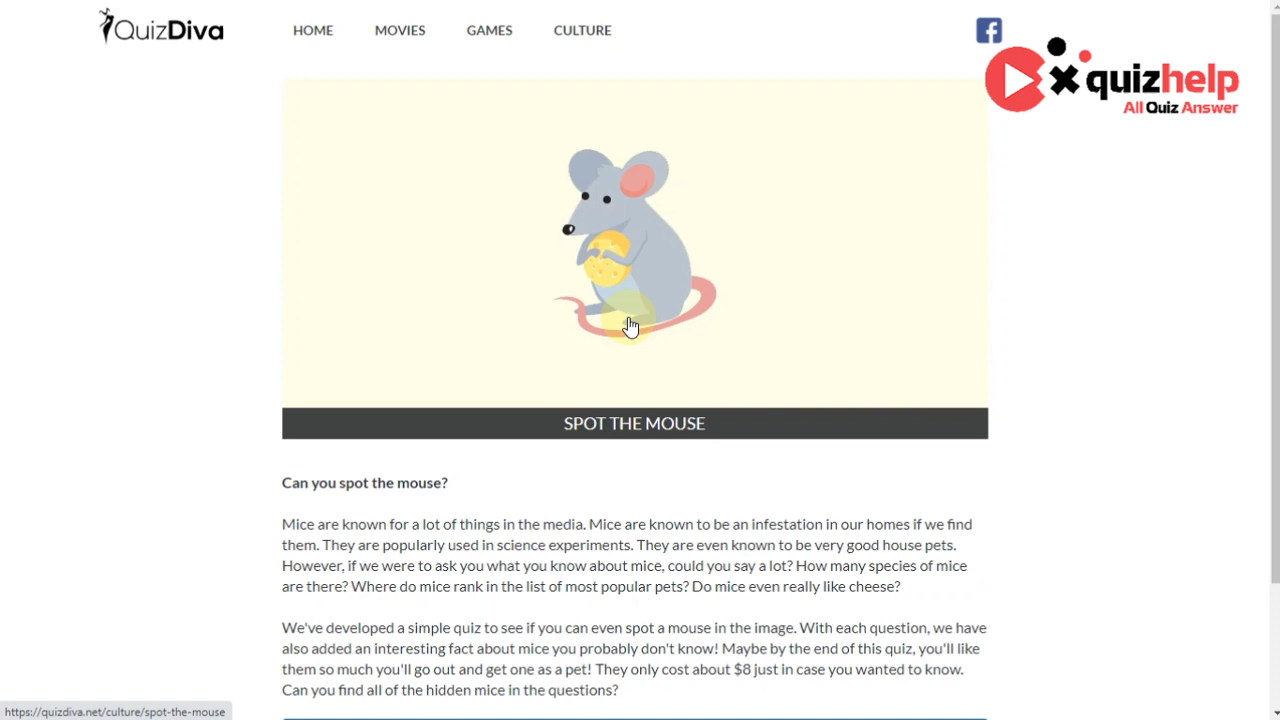 QuizDiva
HOME MOVIES GAMES CULTURE
quizhelp
All Quiz Answer
SPOT THE MOUSE
Can you spot the mouse?
Mice are known for a lot of things in the media. Mice are known to be an infestation in our homes if we find
them. They are popularly used in science experiments. They are even known to be very good house pets.
However, if we were to ask you what you know about mice, could you say a lot? How many species of mice
are there? Where do mice rank in the list of most popular pets? Do mice even really like cheese?
We've developed a simple quiz to see if you can even spot a mouse in the image. With each question, we have
also added an interesting fact about mice you probably don't know! Maybe by the end of this quiz, you'll like
them so much you'll go out and get one as a pet! They only cost about $8 just in case you wanted to know.
Can you find all of the hidden mice in the questions?
https://quizdiva.net/culture/spot-the-mouse